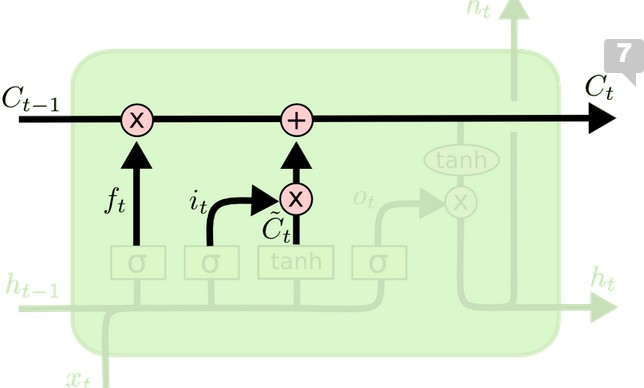 h_t
7
C_{t-1}
C_t
x
+
tanh
f_t
i_t
x
o_t
x
C̃_t
σ
σ
tanh
σ
h_{t-1}
h_t
x_t